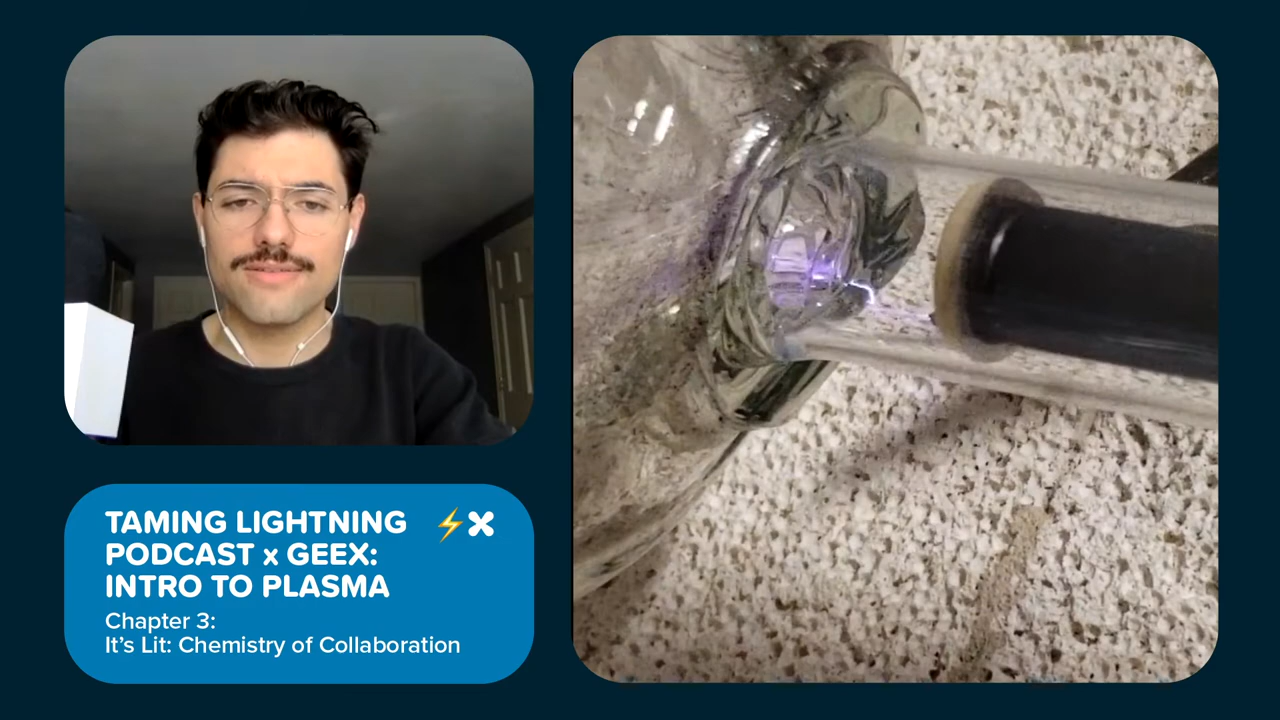 TAMING LIGHTNING ⚡✖
PODCAST x GEEX:
INTRO TO PLASMA
Chapter 3:
It’s Lit: Chemistry of Collaboration